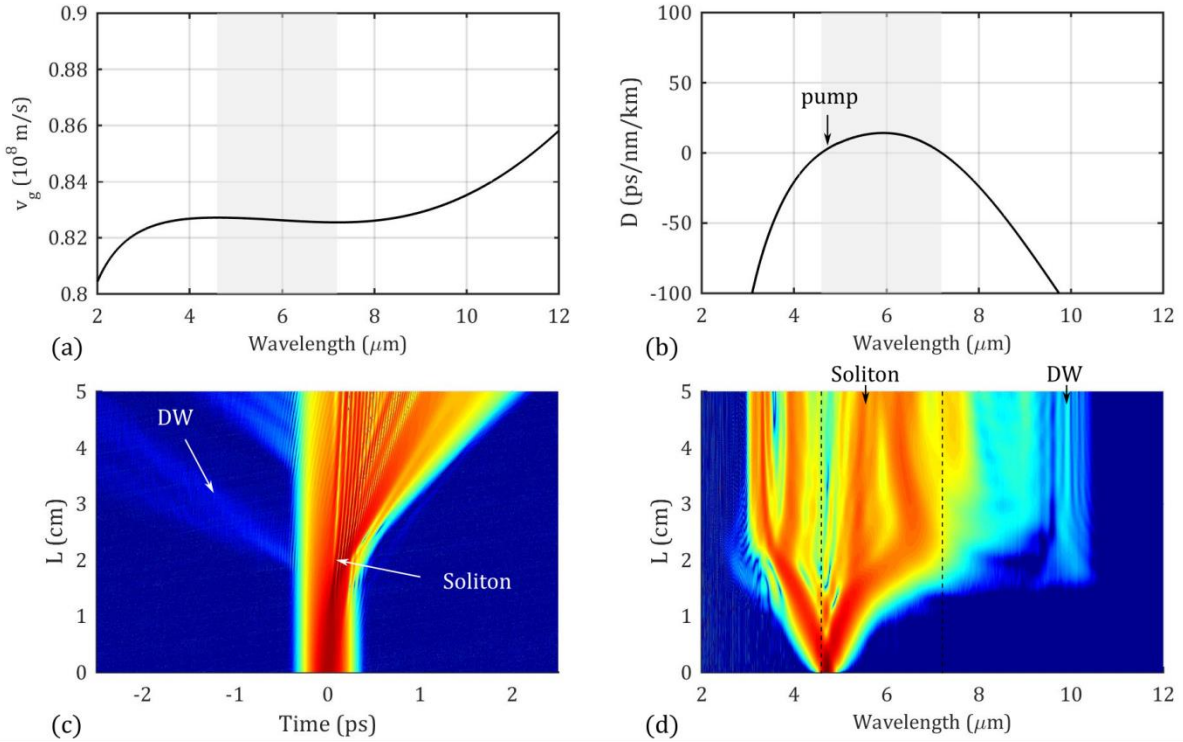 0.9
0.88
0.86
0.84
0.82
0.8
v_g (10^8 m/s)
2 4 6 8 10 12
Wavelength (μm)
(a)
100
50
0
-50
-100
D (ps/nm/km)
pump
2 4 6 8 10 12
Wavelength (μm)
(b)
5
4
3
2
1
0
L (cm)
DW
Soliton
-2 -1 0 1 2
Time (ps)
(c)
Soliton DW
5
4
3
2
1
0
L (cm)
2 4 6 8 10 12
Wavelength (μm)
(d)